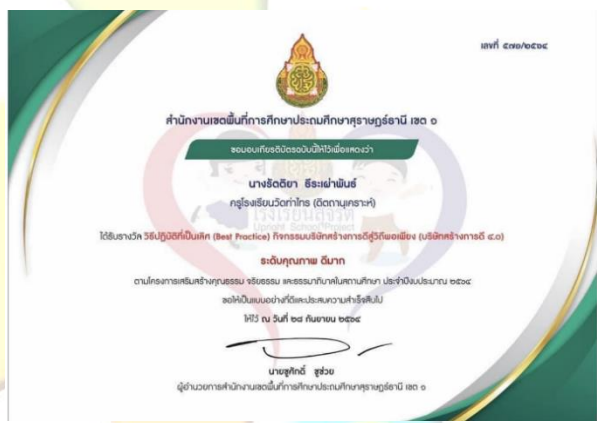 เลขที่ ๕๗๐/๒๕๖๔
สำนักงานเขตพื้นที่การศึกษาประถมศึกษาสุราษฎร์ธานี เขต ๑
ขอมอบเกียรติบัตรฉบับนี้ให้ไว้เพื่อแสดงว่า
นางรัตติยา ธีระเผ่าพันธ์
ครูโรงเรียนวัดท่าไทร (ดิตถานุเคราะห์)
โรงเรียนสุจริต
Upright School Project
ได้รับรางวัล วิธีปฏิบัติที่เป็นเลิศ (Best Practice) กิจกรรมบริษัทสร้างการดีสู่วิถีพอเพียง (บริษัทสร้างการดี ๔.๐)
ระดับคุณภาพ ดีมาก
ตามโครงการเสริมสร้างคุณธรรม จริยธรรม และธรรมาภิบาลในสถานศึกษา ประจำปีงบประมาณ ๒๕๖๔
ขอให้เป็นแบบอย่างที่ดีและประสบความสำเร็จสืบไป
ให้ไว้ ณ วันที่ ๒๘ กันยายน ๒๕๖๔
นายชูศักดิ์ ชูช่วย
ผู้อำนวยการสำนักงานเขตพื้นที่การศึกษาประถมศึกษาสุราษฎร์ธานี เขต ๑